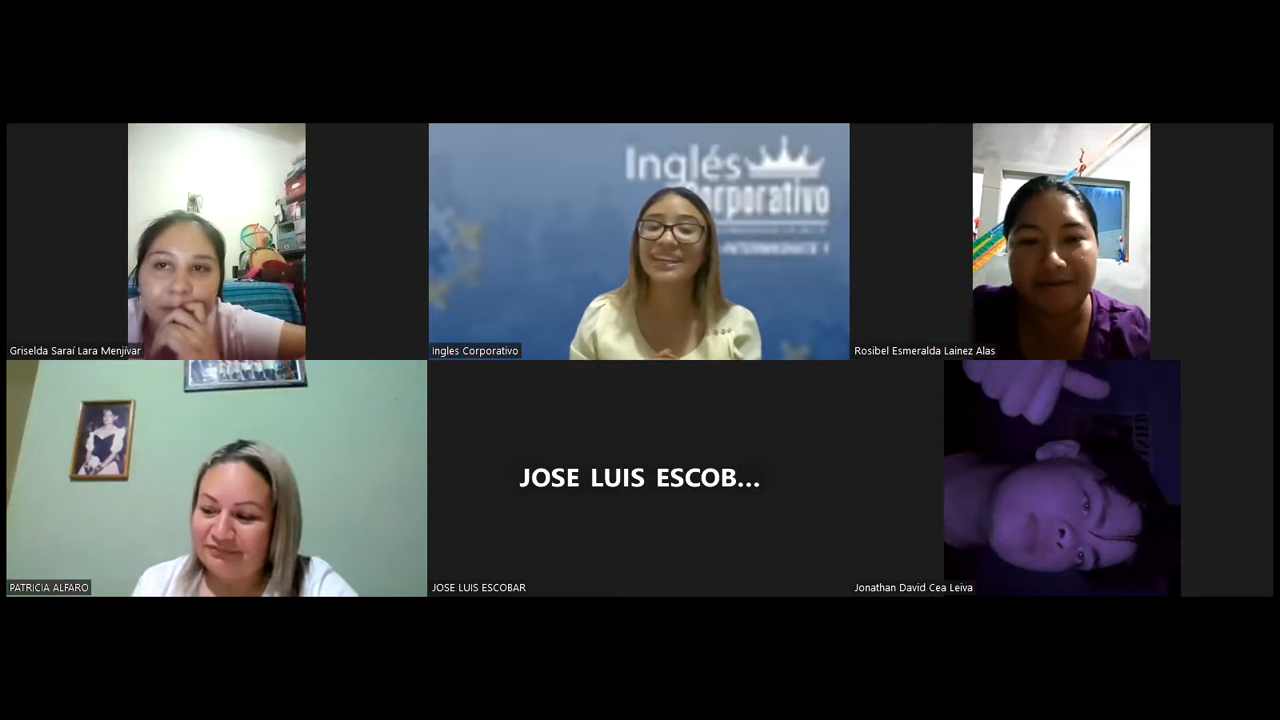 Inglés
Corporativo
Griselda Saraí Lara Menjívar
Ingles Corporativo
Rosibel Esmeralda Lainez Alas
JOSE LUIS ESCOB...
PATRICIA ALFARO
JOSE LUIS ESCOBAR
Jonathan David Cea Leiva